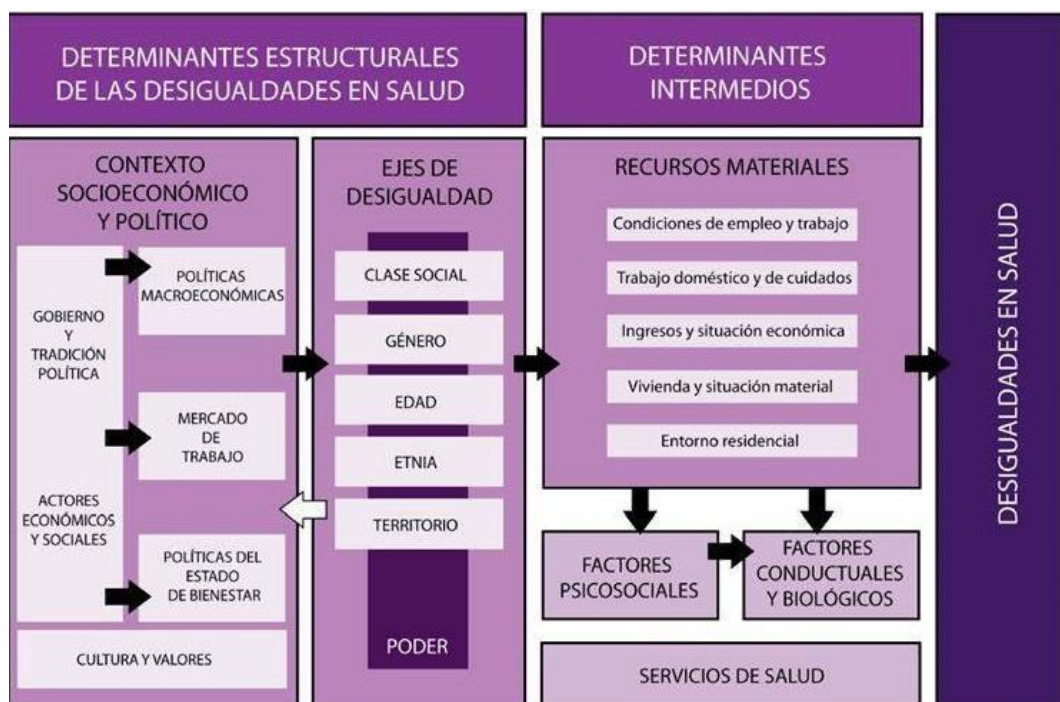 DETERMINANTES ESTRUCTURALES
DE LAS DESIGUALDADES EN SALUD
CONTEXTO
SOCIOECONÓMICO
Y POLÍTICO
GOBIERNO
Y
TRADICIÓN
POLÍTICA
ACTORES
ECONÓMICOS
Y SOCIALES
POLÍTICAS
MACROECONÓMICAS
MERCADO
DE
TRABAJO
POLÍTICAS DEL
ESTADO
DE BIENESTAR
CULTURA Y VALORES
EJES DE
DESIGUALDAD
CLASE SOCIAL
GÉNERO
EDAD
ETNIA
TERRITORIO
PODER
DETERMINANTES
INTERMEDIOS
RECURSOS MATERIALES
Condiciones de empleo y trabajo
Trabajo doméstico y de cuidados
Ingresos y situación económica
Vivienda y situación material
Entorno residencial
FACTORES
PSICOSOCIALES
FACTORES
CONDUCTUALES
Y BIOLÓGICOS
SERVICIOS DE SALUD
DESIGUALDADES EN SALUD